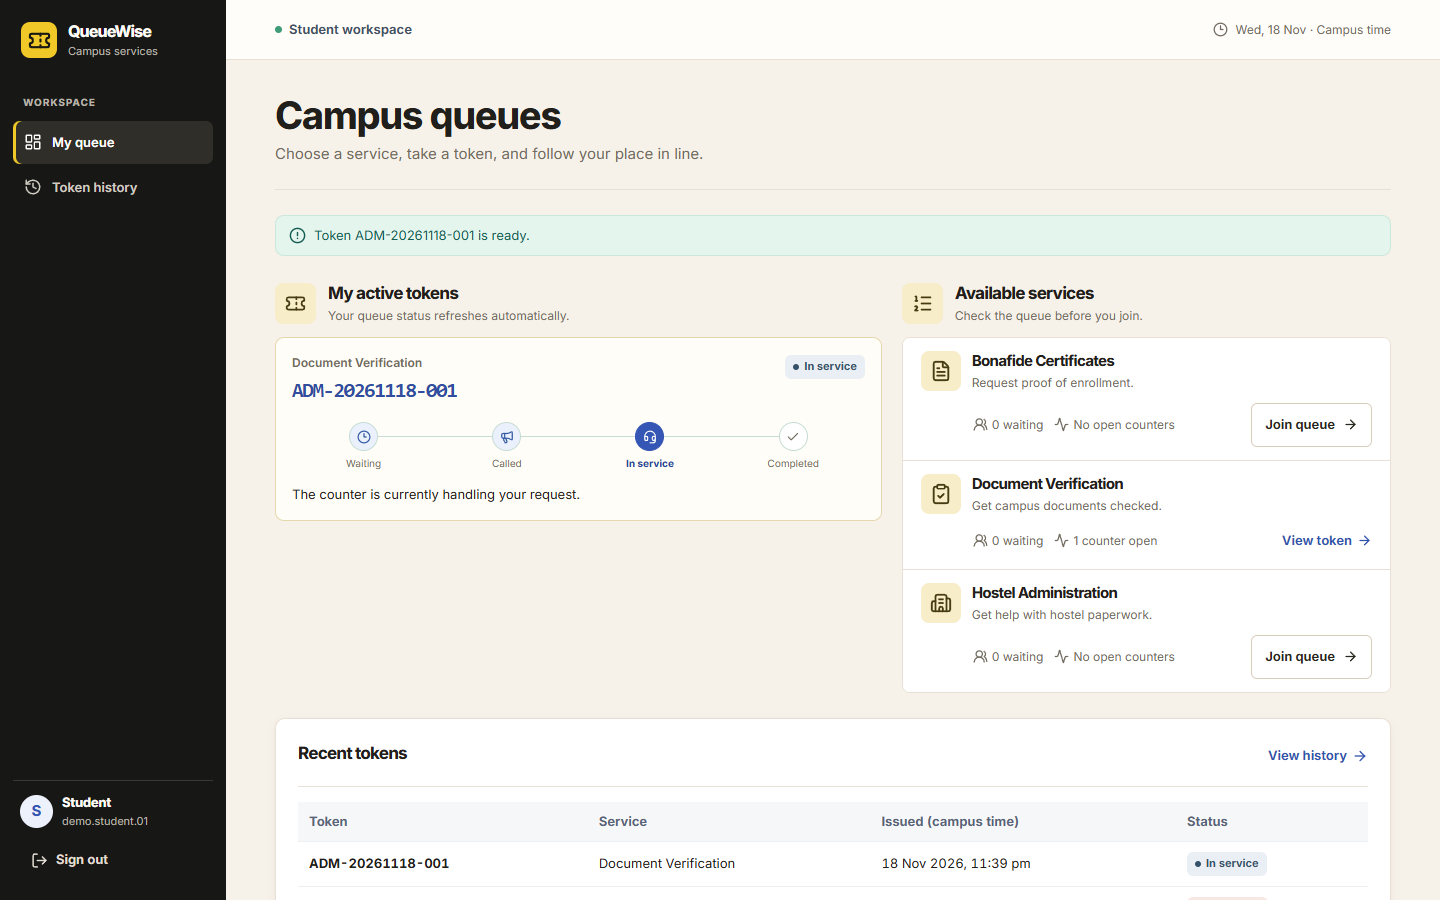 QueueWise
Campus services
WORKSPACE
My queue
Token history
Student workspace
Wed, 18 Nov · Campus time
Campus queues
Choose a service, take a token, and follow your place in line.
Token ADM-20261118-001 is ready.
My active tokens
Your queue status refreshes automatically.
Document Verification
In service
ADM-20261118-001
Waiting
Called
In service
Completed
The counter is currently handling your request.
Available services
Check the queue before you join.
Bonafide Certificates
Request proof of enrollment.
0 waiting No open counters
Join queue
Document Verification
Get campus documents checked.
0 waiting 1 counter open
View token
Hostel Administration
Get help with hostel paperwork.
0 waiting No open counters
Join queue
Recent tokens
View history
Token Service Issued (campus time) Status
ADM-20261118-001 Document Verification 18 Nov 2026, 11:39 pm In service
S
Student
demo.student.01
Sign out